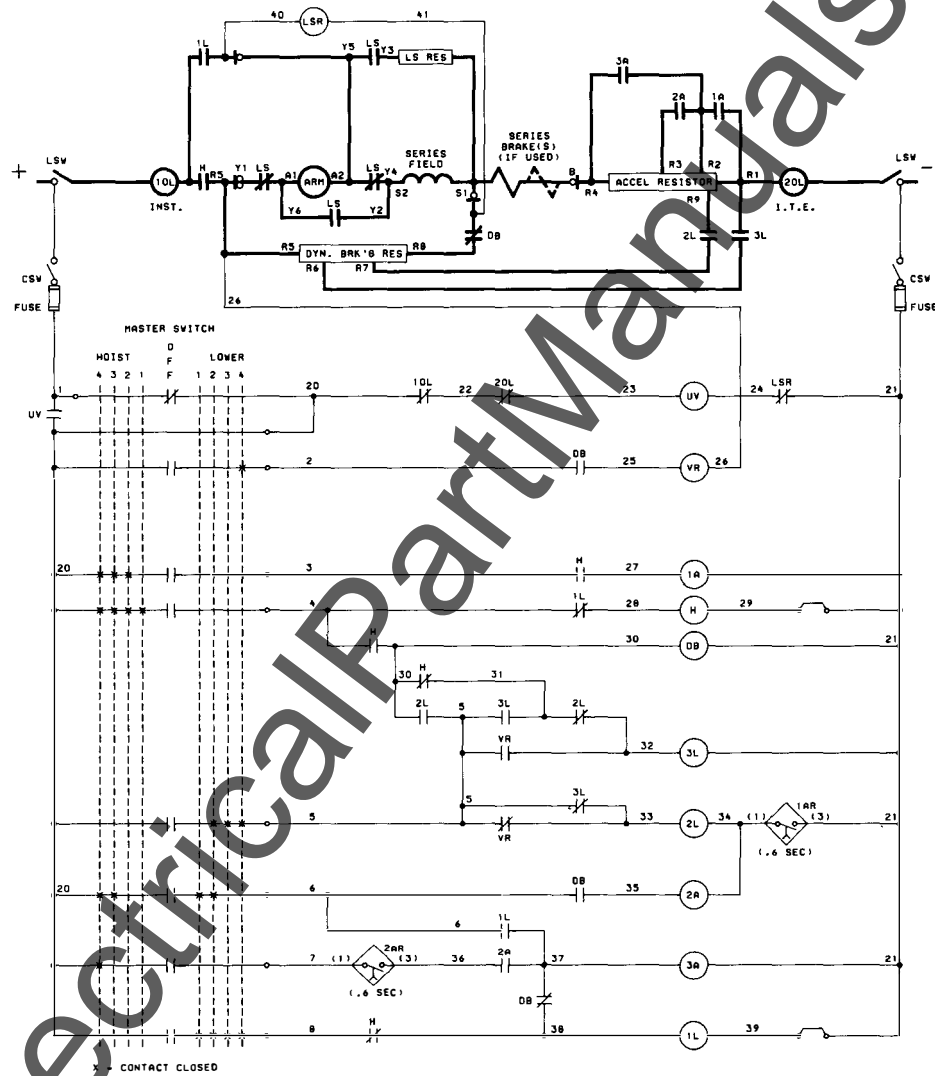 40
41
LSR
1L
Y5
LS
Y3
LS RES
3A
2A
1A
SERIES
BRAKE(S)
(IF USED)
SERIES
FIELD
R3
R2
+
LSW
10L
INST.
H
R5
Y1
LS
A1
ARM
A2
LS
Y4
S2
S1
B
R4
ACCEL RESISTOR
R1
20L
I.T.E.
LSW
-
Y6
LS
Y2
R9
DB
2L
3L
R5
DYN. BRK'G RES
R8
R6
R7
CSW
FUSE
26
CSW
FUSE
MASTER SWITCH
HOIST
OFF
LOWER
4 3 2 1
1 2 3 4
1
20
10L
22
20L
23
UV
24
LSR
21
UV
2
DB
25
VR
26
20
3
H
27
1A
4
1L
28
H
29
H
30
DB
21
30
H
31
2L
5
3L
2L
VR
32
3L
5
3L
5
VR
33
2L
34
(1)
1AR
(3)
21
(.6 SEC)
20
6
DB
35
2A
6
1L
7
(1)
2AR
(3)
36
2A
37
3A
21
(.6 SEC)
DB
8
H
38
1L
39
X - CONTACT CLOSED
ElectricalPartManuals